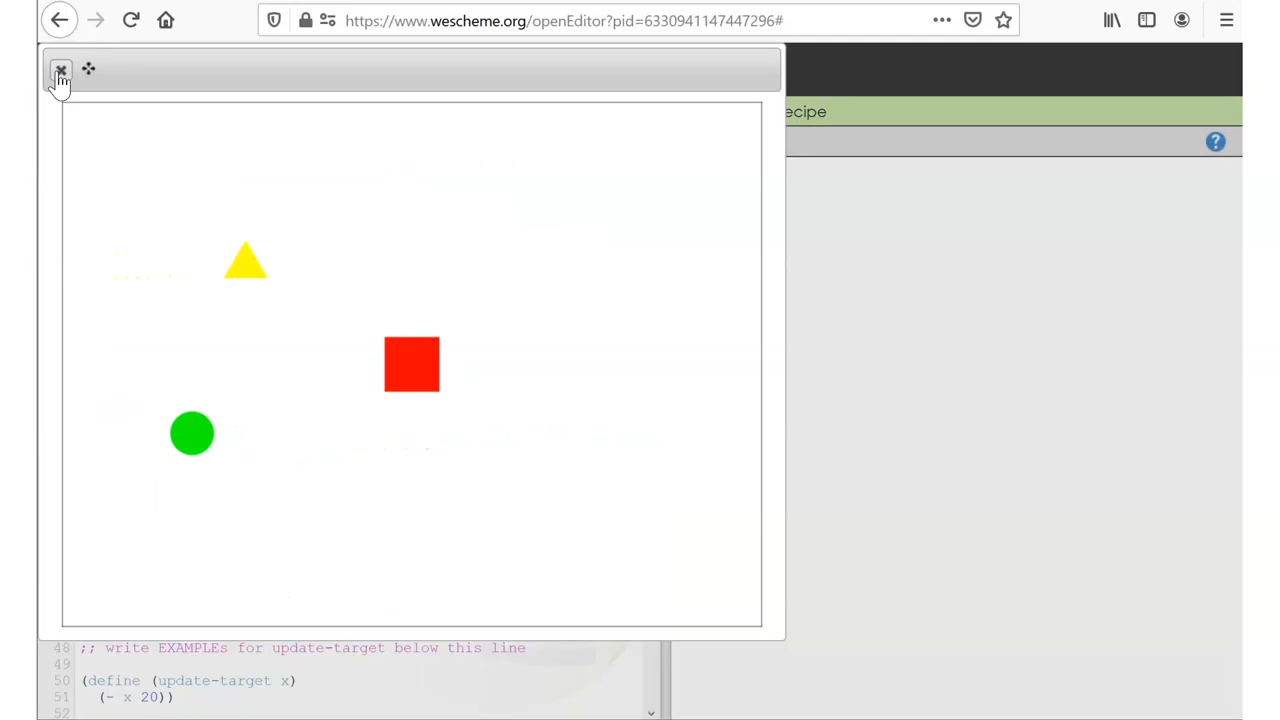 https://www.wescheme.org/openEditor?pid=6330941147447296#
ecipe
48 ;; write EXAMPLEs for update-target below this line
49
50 (define (update-target x)
51 (- x 20))
52